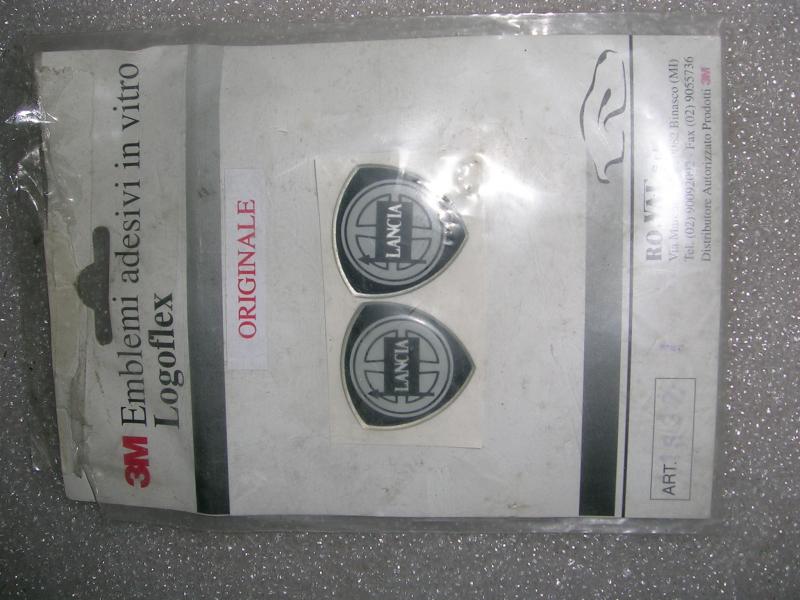 3M Emblemi adesivi in vitro
Logoflex
ORIGINALE
LANCIA
LANCIA
Binasco (MI)
Tel. (02) 90092092 - Fax (02) 9055736
Distributore Autorizzato Prodotti 3M
ART.